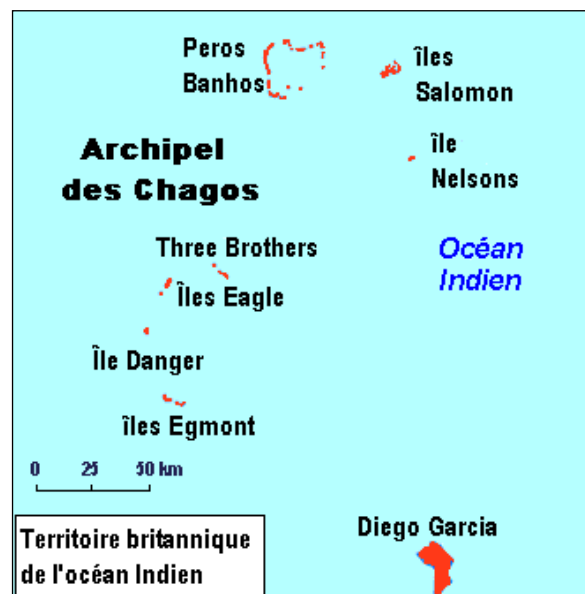 Peros
Banhos
îles
Salomon
Archipel
des Chagos
île
Nelsons
Océan
Indien
Three Brothers
Îles Eagle
Île Danger
îles Egmont
0 25 50 km
Diego Garcia
Territoire britannique
de l'océan Indien